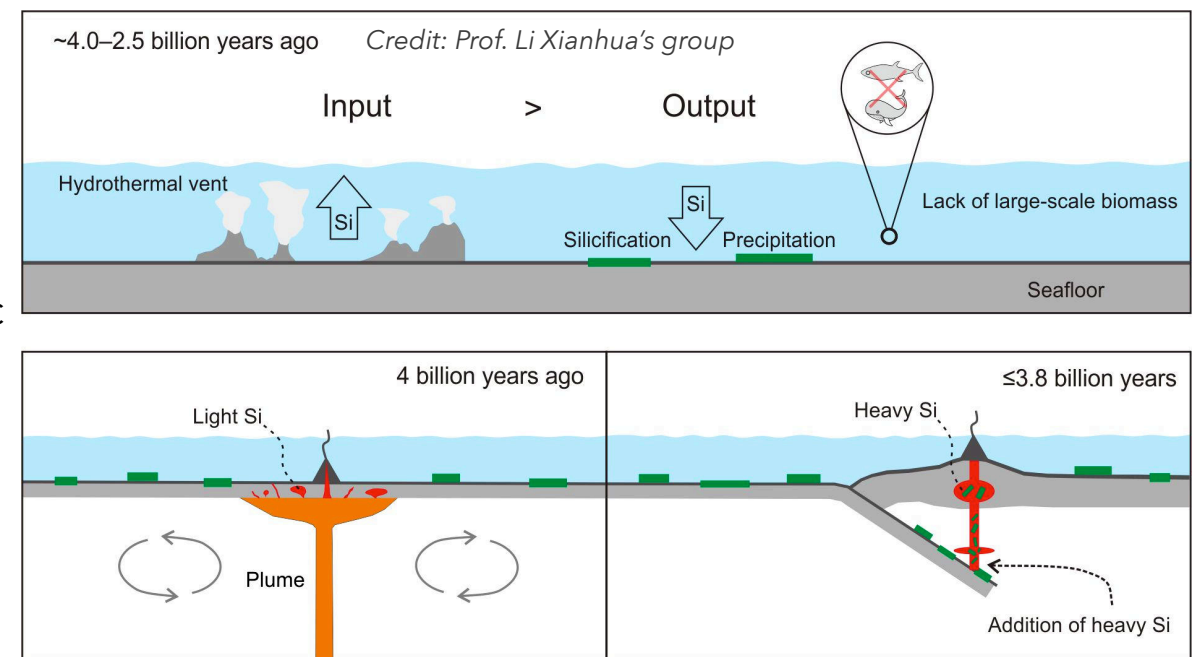 ~4.0–2.5 billion years ago
Credit: Prof. Li Xianhua's group
Input > Output
Hydrothermal vent
Si
Si
Lack of large-scale biomass
Silicification
Precipitation
Seafloor
4 billion years ago
Light Si
Plume
≤3.8 billion years
Heavy Si
Addition of heavy Si